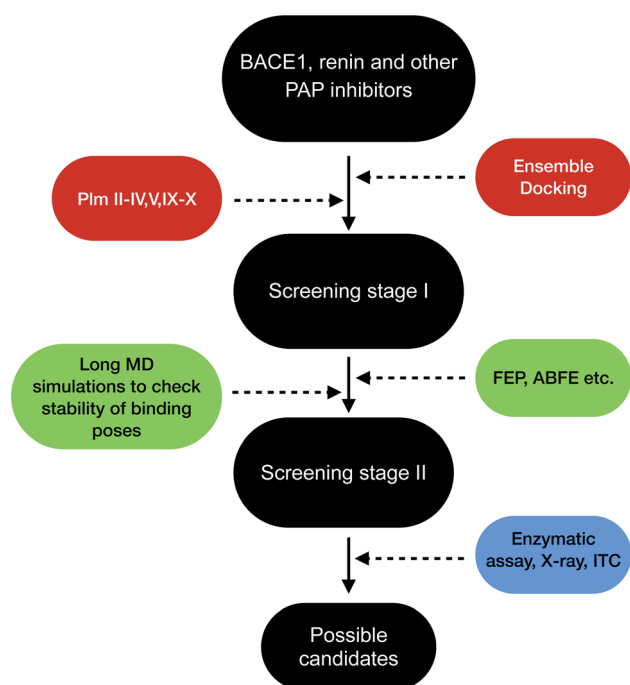 BACE1, renin and other
PAP inhibitors
Ensemble
Docking
Plm II-IV,V,IX-X
Screening stage I
Long MD
simulations to check
stability of binding
poses
FEP, ABFE etc.
Screening stage II
Enzymatic
assay, X-ray, ITC
Possible
candidates